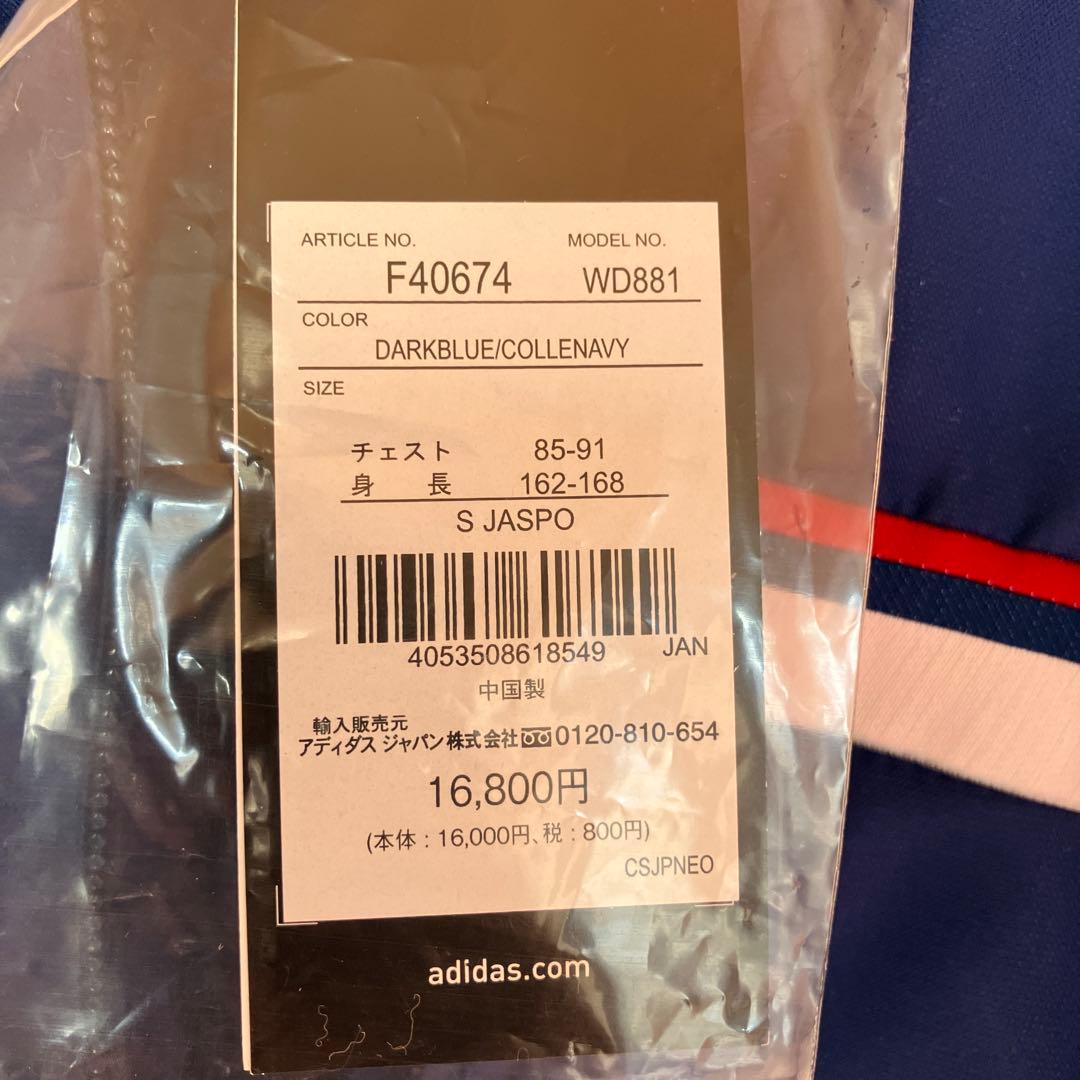 ARTICLE NO. MODEL NO.
F40674 WD881
COLOR
DARKBLUE/COLLENAVY
SIZE
チェスト 85-91
身長 162-168
S JASPO
4053508618549 JAN
中国製
輸入販売元
アディダス ジャパン株式会社 0120-810-654
16,800円
(本体:16,000円、税:800円)
CSJPNEO
adidas.com